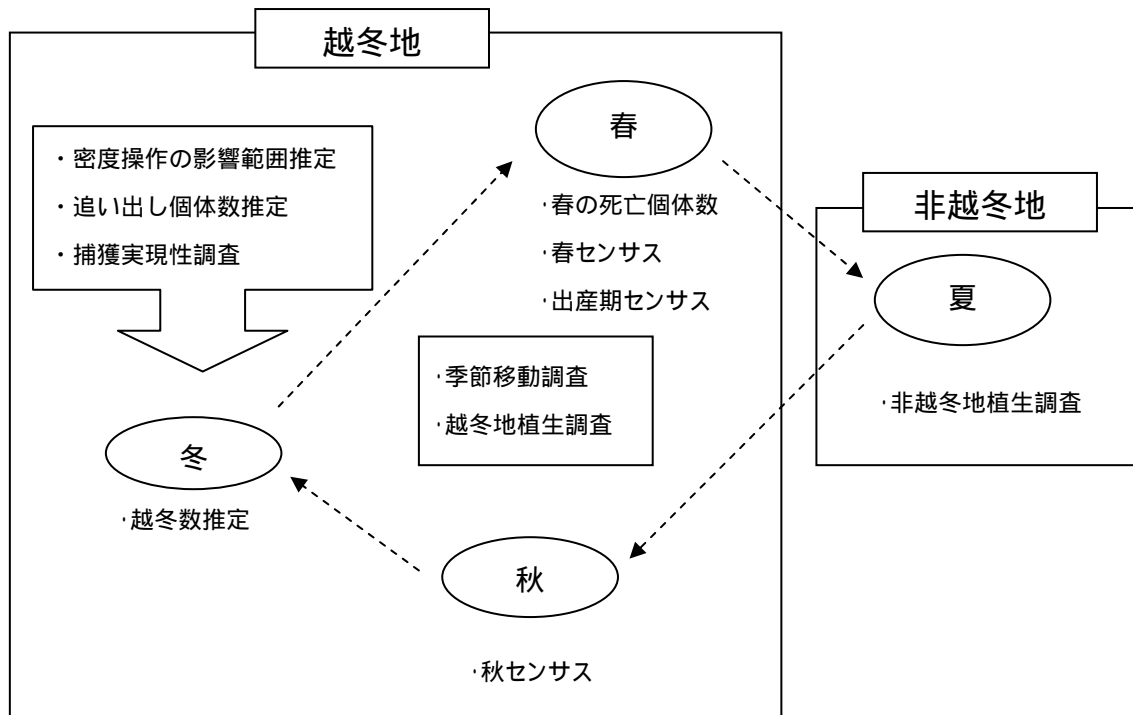 越冬地
・密度操作の影響範囲推定
・追い出し個体数推定
・捕獲実現性調査
春
・春の死亡個体数
・春センサス
・出産期センサス
非越冬地
夏
・非越冬地植生調査
・季節移動調査
・越冬地植生調査
冬
・越冬数推定
秋
・秋センサス